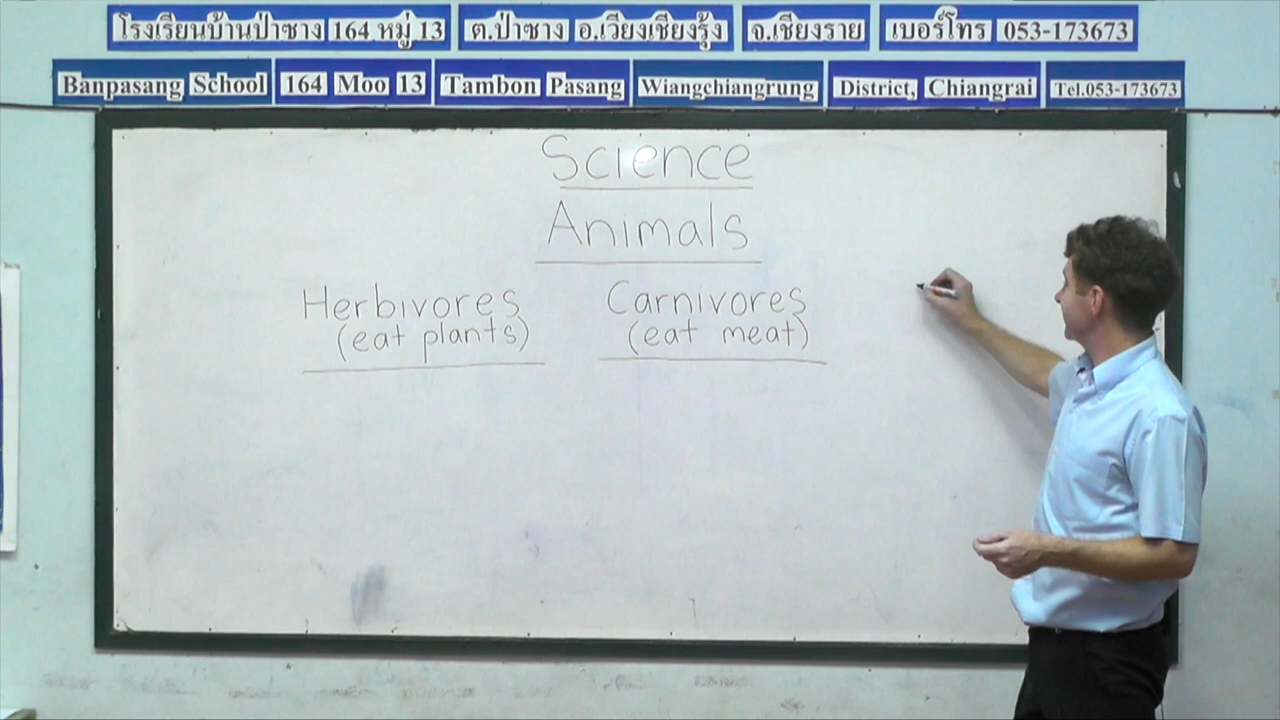 โรงเรียนบ้านป่าซาง 164 หมู่ 13 ต.ป่าซาง อ.เวียงเชียงรุ้ง จ.เชียงราย เบอร์โทร 053-173673
Banpasang School 164 Moo 13 Tambon Pasang Wiangchiangrung District, Chiangrai Tel.053-173673
Science
Animals
Herbivores Carnivores
(eat plants) (eat meat)